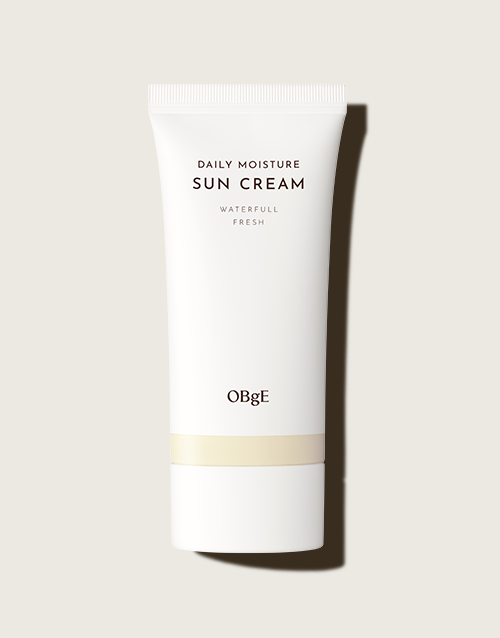 DAILY MOISTURE
SUN CREAM
WATERFULL
FRESH
OBgE